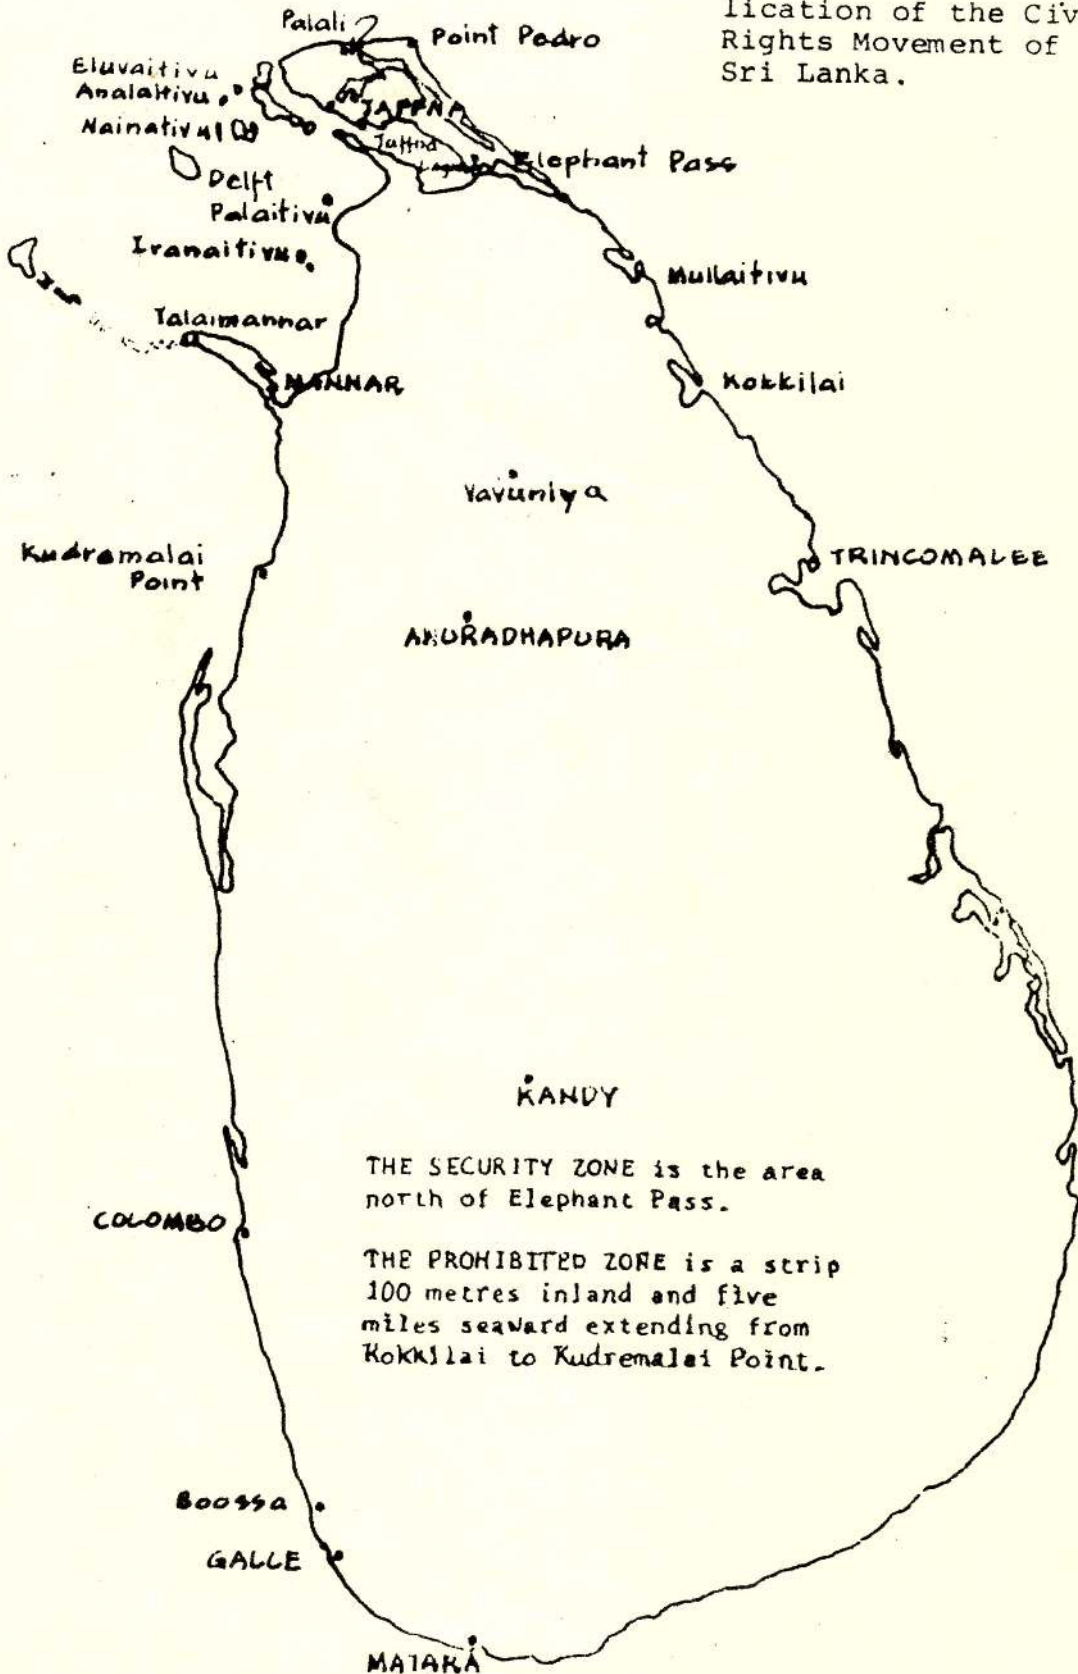 lication of the Civ
Rights Movement of
Sri Lanka.
Palali
Point Pedro
Eluvaitivu
Analaitivu
Nainativu
JAFFNA
Jaffna
Elephant Pass
Delft
Palaitivu
Iranaitivu
Mullaitivu
Talaimannar
MANNAR
Kokkilai
Vavuniya
Kudremalai
Point
TRINCOMALEE
ANURADHAPURA
KANDY
THE SECURITY ZONE is the area
north of Elephant Pass.
COLOMBO
THE PROHIBITED ZONE is a strip
100 metres inland and five
miles seaward extending from
Kokkilai to Kudremalai Point.
Boossa
GALLE
MATARA